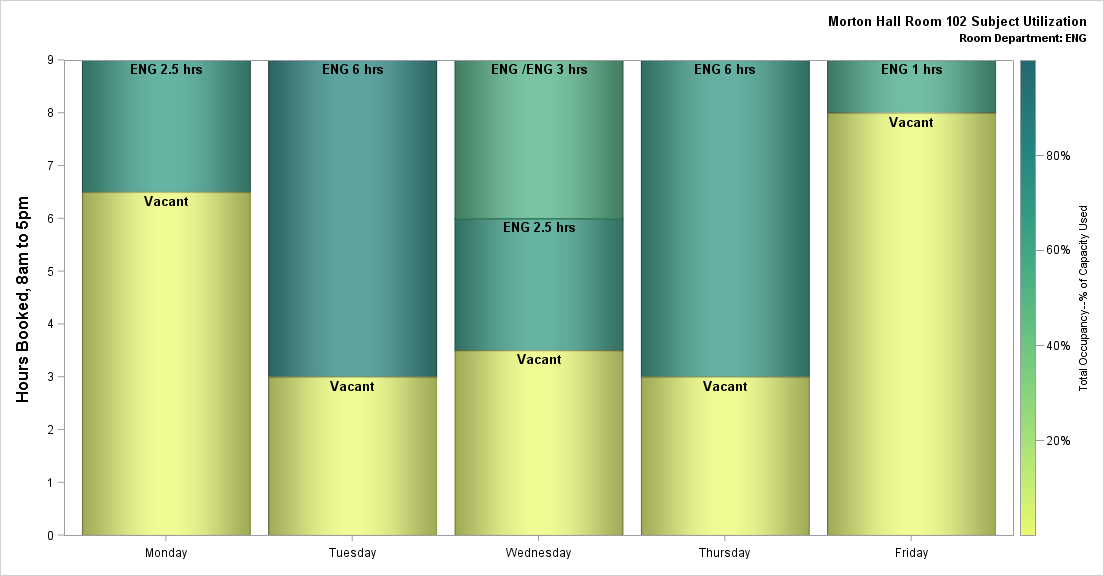 Morton Hall Room 102 Subject Utilization
Room Department: ENG
Hours Booked, 8am to 5pm
9
8
7
6
5
4
3
2
1
0
ENG 2.5 hrs
Vacant
ENG 6 hrs
Vacant
ENG /ENG 3 hrs
ENG 2.5 hrs
Vacant
ENG 6 hrs
Vacant
ENG 1 hrs
Vacant
Monday
Tuesday
Wednesday
Thursday
Friday
80%
60%
40%
20%
Total Occupancy--% of Capacity Used